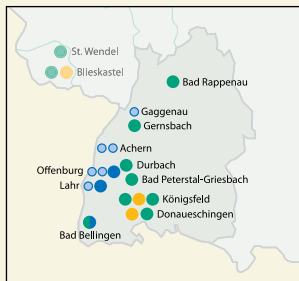 St. Wendel
Blieskastel
Bad Rappenau
Gaggenau
Gernsbach
Achern
Durbach
Offenburg
Bad Peterstal-Griesbach
Lahr
Königsfeld
Donaueschingen
Bad Bellingen